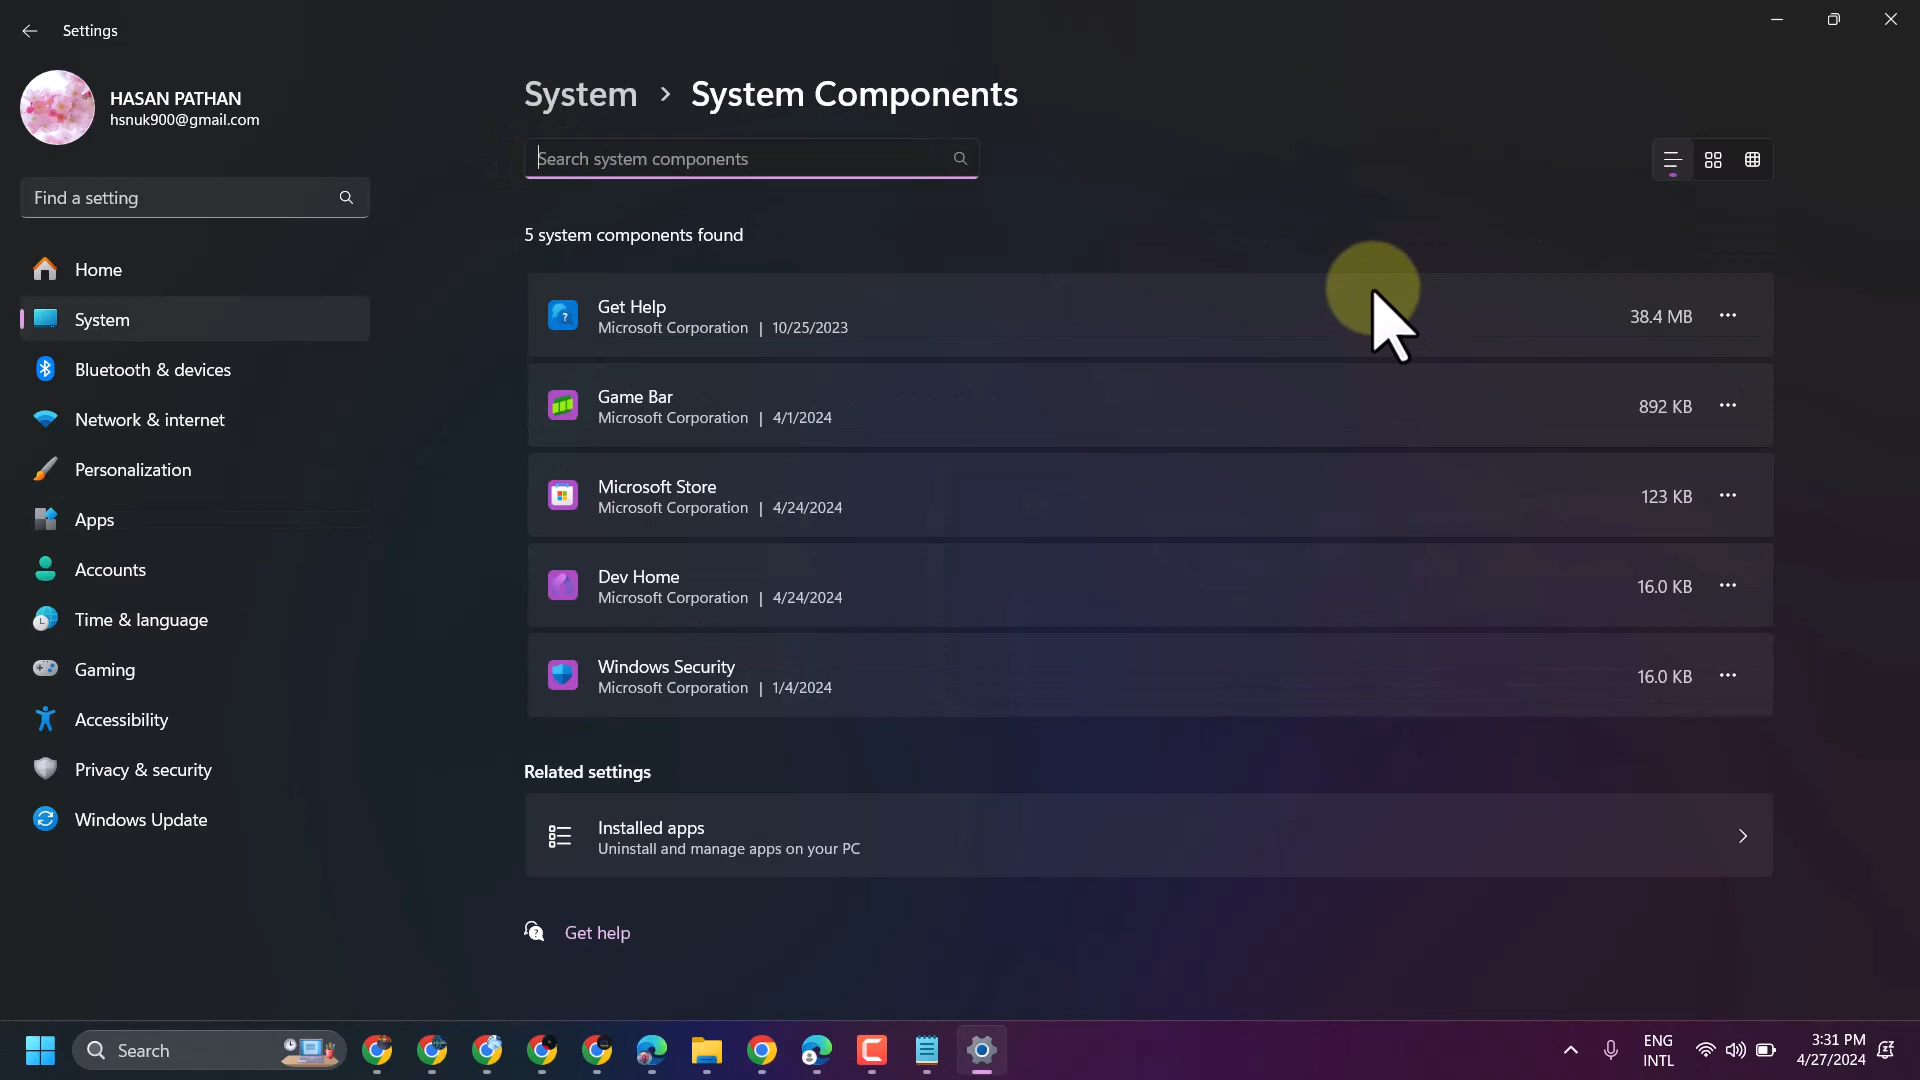 Settings
HASAN PATHAN
hsnuk900@gmail.com
Find a setting
Home
System
Bluetooth & devices
Network & internet
Personalization
Apps
Accounts
Time & language
Gaming
Accessibility
Privacy & security
Windows Update
System > System Components
Search system components
5 system components found
Get Help
Microsoft Corporation | 10/25/2023
38.4 MB
Game Bar
Microsoft Corporation | 4/1/2024
892 KB
Microsoft Store
Microsoft Corporation | 4/24/2024
123 KB
Dev Home
Microsoft Corporation | 4/24/2024
16.0 KB
Windows Security
Microsoft Corporation | 1/4/2024
16.0 KB
Related settings
Installed apps
Uninstall and manage apps on your PC
Get help
Search
ENG
INTL
3:31 PM
4/27/2024